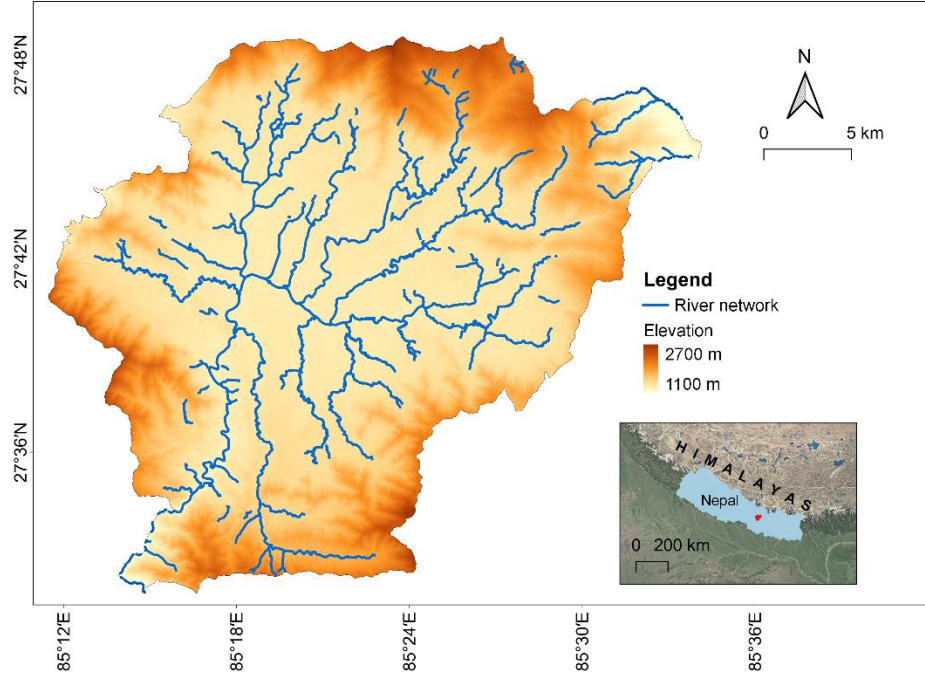 27°48'N
27°42'N
27°36'N
85°12'E
85°18'E
85°24'E
85°30'E
85°36'E
N
0 5 km
Legend
River network
Elevation
2700 m
1100 m
HIMALAYAS
Nepal
0 200 km